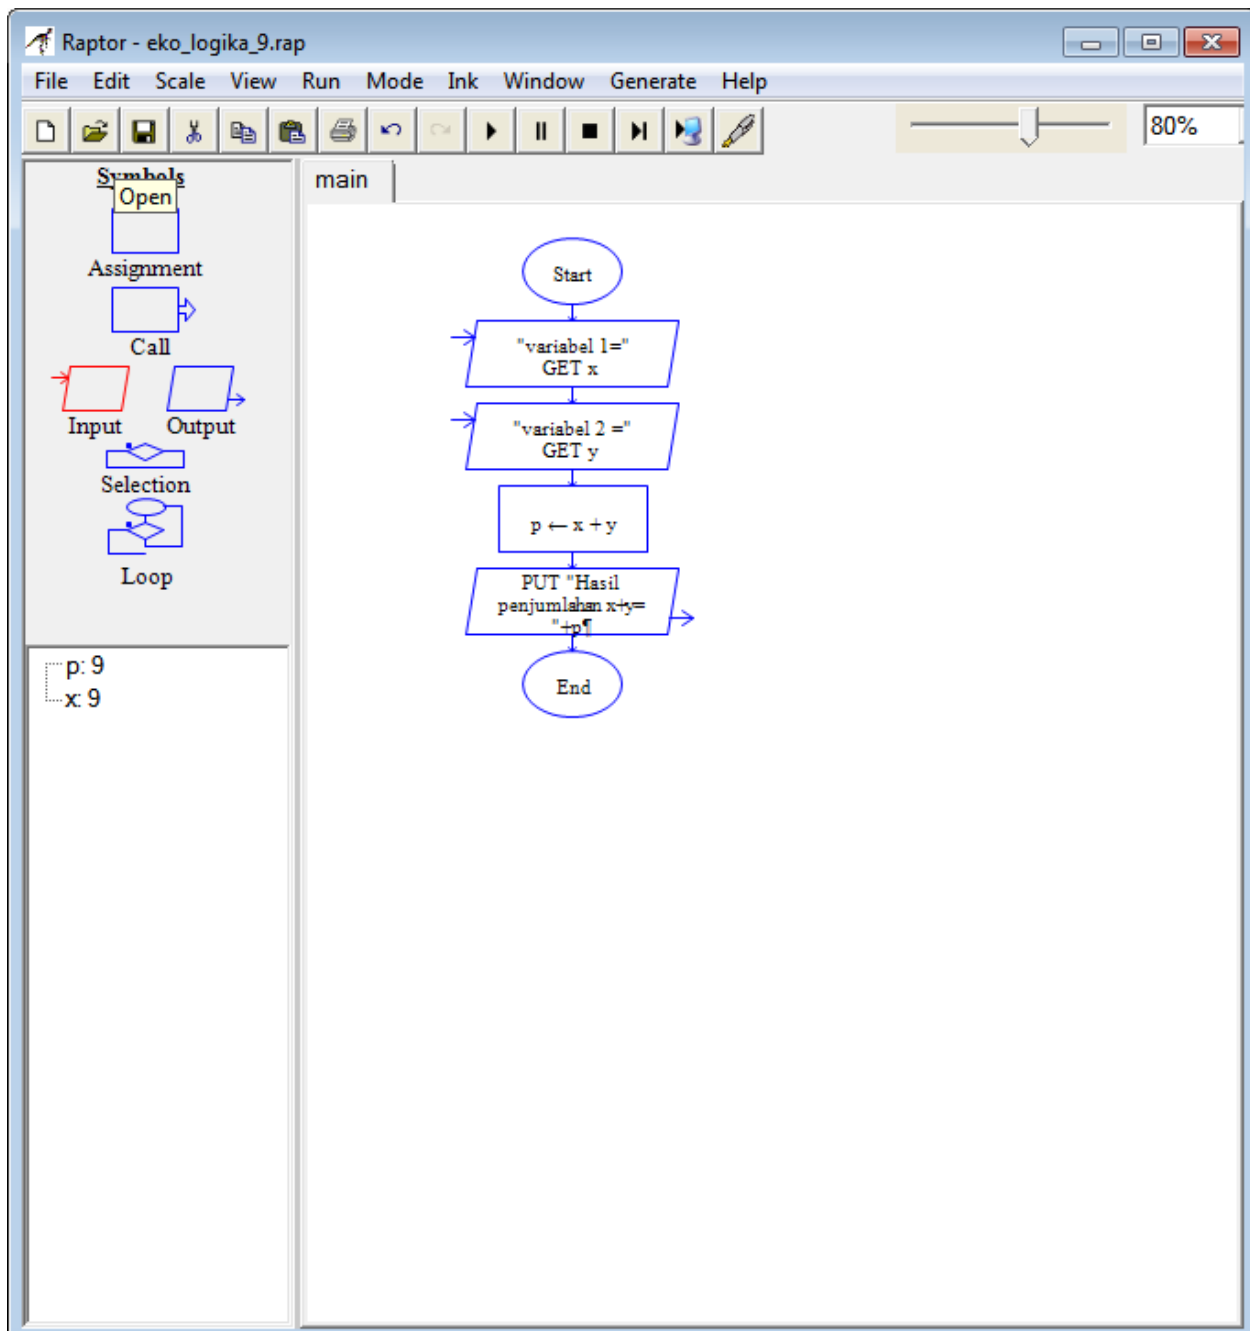 Raptor - eko_logika_9.rap
File Edit Scale View Run Mode Ink Window Generate Help
80%
Symbols
Open
Assignment
Call
Input Output
Selection
Loop
p: 9
x: 9
main
Start
"variabel 1="
GET x
"variabel 2 ="
GET y
p ← x + y
PUT "Hasil
penjumlahan x+y=
"+p¶
End